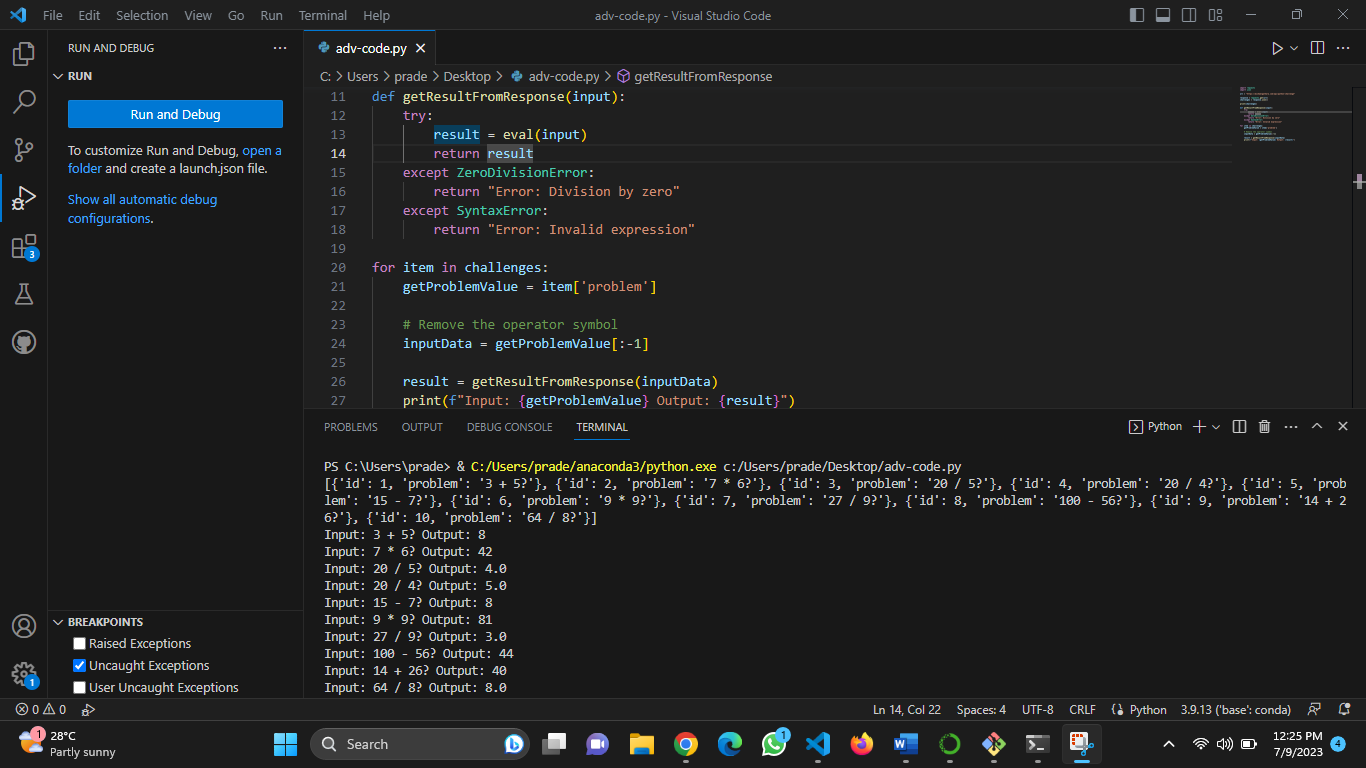 File Edit Selection View Go Run Terminal Help
adv-code.py - Visual Studio Code
RUN AND DEBUG
RUN
Run and Debug
To customize Run and Debug, open a
folder and create a launch.json file.
Show all automatic debug
configurations.
3
adv-code.py
C: > Users > prade > Desktop > adv-code.py > getResultFromResponse
11 def getResultFromResponse(input):
12 try:
13 result = eval(input)
14 return result
15 except ZeroDivisionError:
16 return "Error: Division by zero"
17 except SyntaxError:
18 return "Error: Invalid expression"
19
20 for item in challenges:
21 getProblemValue = item['problem']
22
23 # Remove the operator symbol
24 inputData = getProblemValue[:-1]
25
26 result = getResultFromResponse(inputData)
27 print(f"Input: {getProblemValue} Output: {result}")
PROBLEMS OUTPUT DEBUG CONSOLE TERMINAL
Python
PS C:\Users\prade> & C:/Users/prade/anaconda3/python.exe c:/Users/prade/Desktop/adv-code.py
[{'id': 1, 'problem': '3 + 5?'}, {'id': 2, 'problem': '7 * 6?'}, {'id': 3, 'problem': '20 / 5?'}, {'id': 4, 'problem': '20 / 4?'}, {'id': 5, 'prob
lem': '15 - 7?'}, {'id': 6, 'problem': '9 * 9?'}, {'id': 7, 'problem': '27 / 9?'}, {'id': 8, 'problem': '100 - 56?'}, {'id': 9, 'problem': '14 + 2
6?'}, {'id': 10, 'problem': '64 / 8?'}]
Input: 3 + 5? Output: 8
Input: 7 * 6? Output: 42
Input: 20 / 5? Output: 4.0
Input: 20 / 4? Output: 5.0
Input: 15 - 7? Output: 8
Input: 9 * 9? Output: 81
Input: 27 / 9? Output: 3.0
Input: 100 - 56? Output: 44
Input: 14 + 26? Output: 40
Input: 64 / 8? Output: 8.0
BREAKPOINTS
Raised Exceptions
Uncaught Exceptions
User Uncaught Exceptions
1
0 0
Ln 14, Col 22 Spaces: 4 UTF-8 CRLF Python 3.9.13 ('base': conda)
1
28°C
Partly sunny
Search
1
12:25 PM
7/9/2023
4